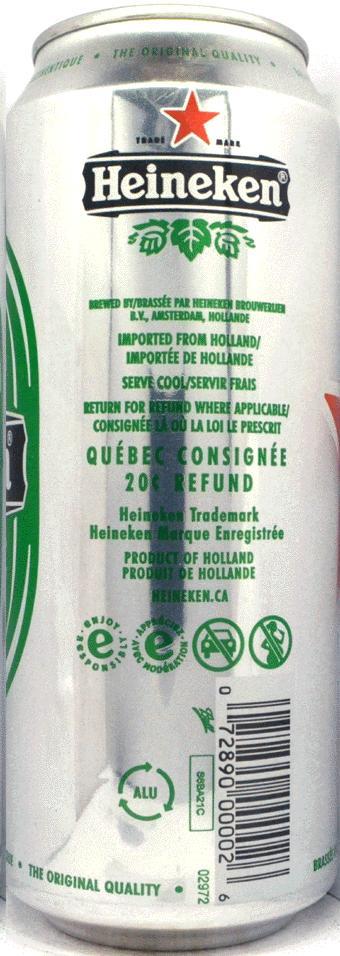 THE ORIGINAL QUALITY
TRADE MARK
Heineken®
BREWED BY/BRASSÉE PAR HEINEKEN BROUWERIJEN
B.V., AMSTERDAM, HOLLANDE
IMPORTED FROM HOLLAND/
IMPORTÉE DE HOLLANDE
SERVE COOL/SERVIR FRAIS
RETURN FOR REFUND WHERE APPLICABLE/
CONSIGNÉE LÀ OÙ LA LOI LE PRESCRIT
QUÉBEC CONSIGNÉE
20¢ REFUND
Heineken Trademark
Heineken Marque Enregistrée
PRODUCT OF HOLLAND
PRODUIT DE HOLLANDE
HEINEKEN.CA
ENJOY · RESPONSIBLY
e
APPRÉCIEZ · AVEC MODÉRATION
e
ALU
S6BA21C
02972
0 72890 00002 6
• THE ORIGINAL QUALITY •